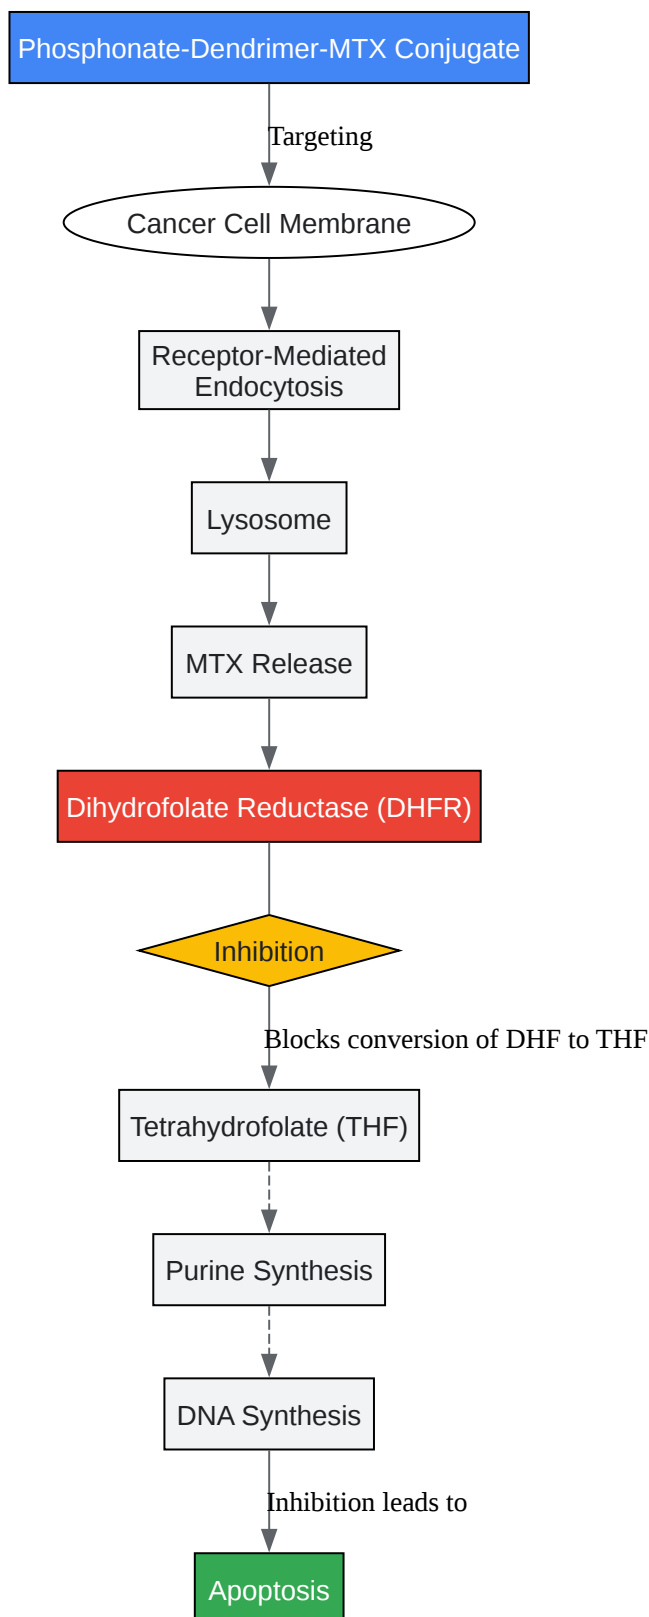 Phosphonate-Dendrimer-MTX Conjugate
Targeting
Cancer Cell Membrane
Receptor-Mediated
Endocytosis
Lysosome
MTX Release
Dihydrofolate Reductase (DHFR)
Inhibition
Blocks conversion of DHF to THF
Tetrahydrofolate (THF)
Purine Synthesis
DNA Synthesis
Inhibition leads to
Apoptosis